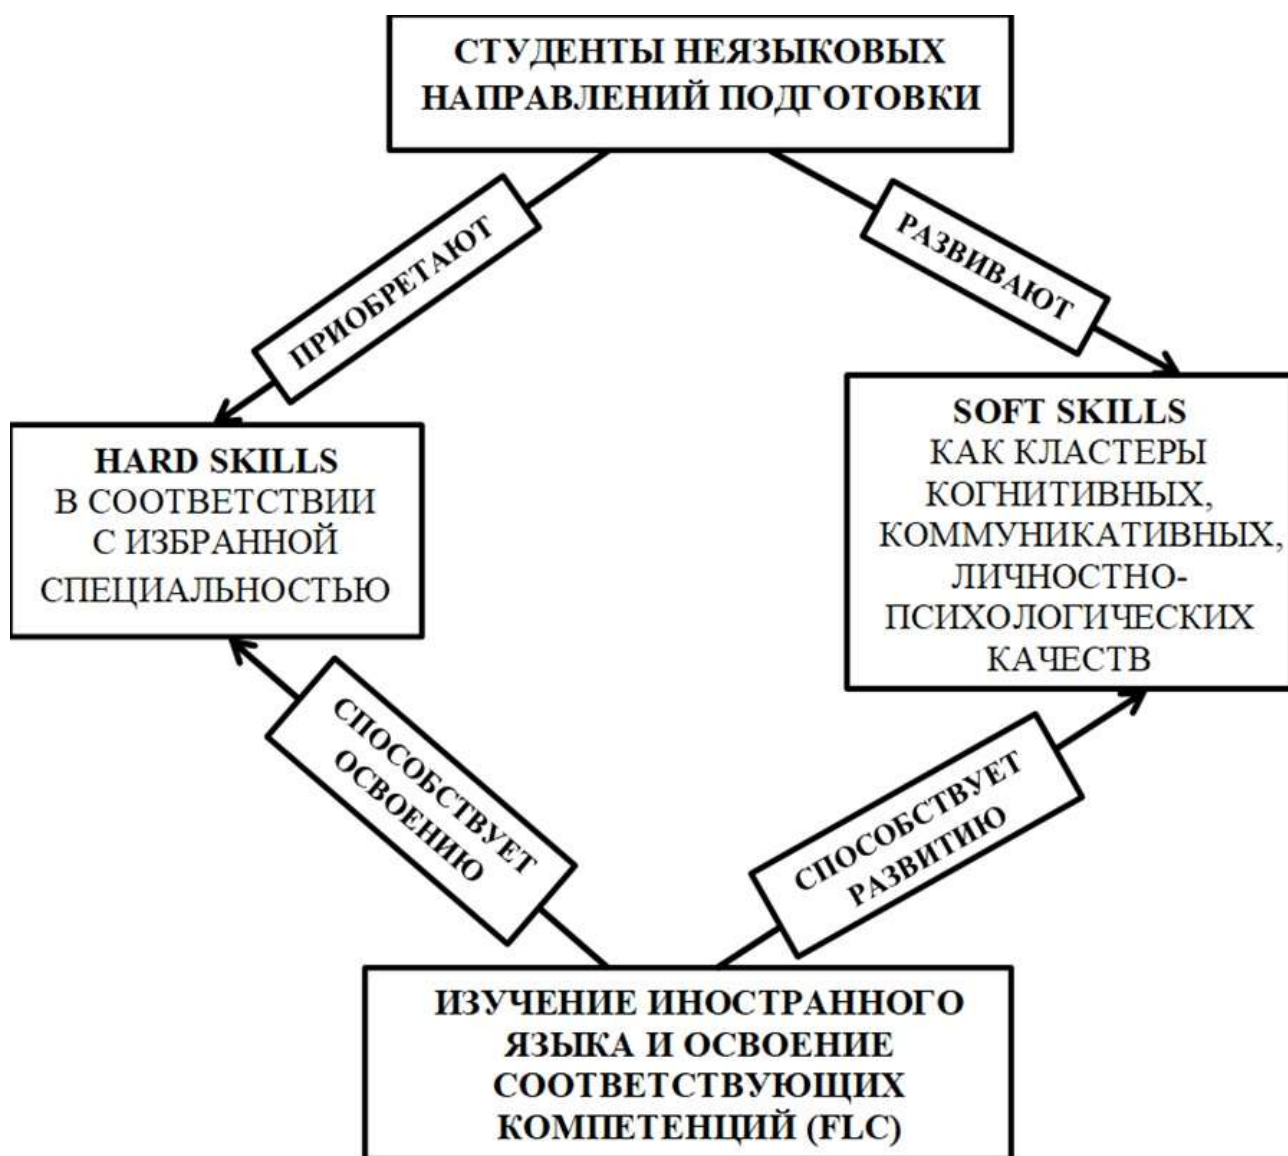 СТУДЕНТЫ НЕЯЗЫКОВЫХ
НАПРАВЛЕНИЙ ПОДГОТОВКИ
ПРИОБРЕТАЮТ
РАЗВИВАЮТ
HARD SKILLS
В СООТВЕТСТВИИ
С ИЗБРАННОЙ
СПЕЦИАЛЬНОСТЬЮ
SOFT SKILLS
КАК КЛАСТЕРЫ
КОГНИТИВНЫХ,
КОММУНИКАТИВНЫХ,
ЛИЧНОСТНО-
ПСИХОЛОГИЧЕСКИХ
КАЧЕСТВ
СПОСОБСТВУЕТ
ОСВОЕНИЮ
СПОСОБСТВУЕТ
РАЗВИТИЮ
ИЗУЧЕНИЕ ИНОСТРАННОГО
ЯЗЫКА И ОСВОЕНИЕ
СООТВЕТСТВУЮЩИХ
КОМПЕТЕНЦИЙ (FLC)